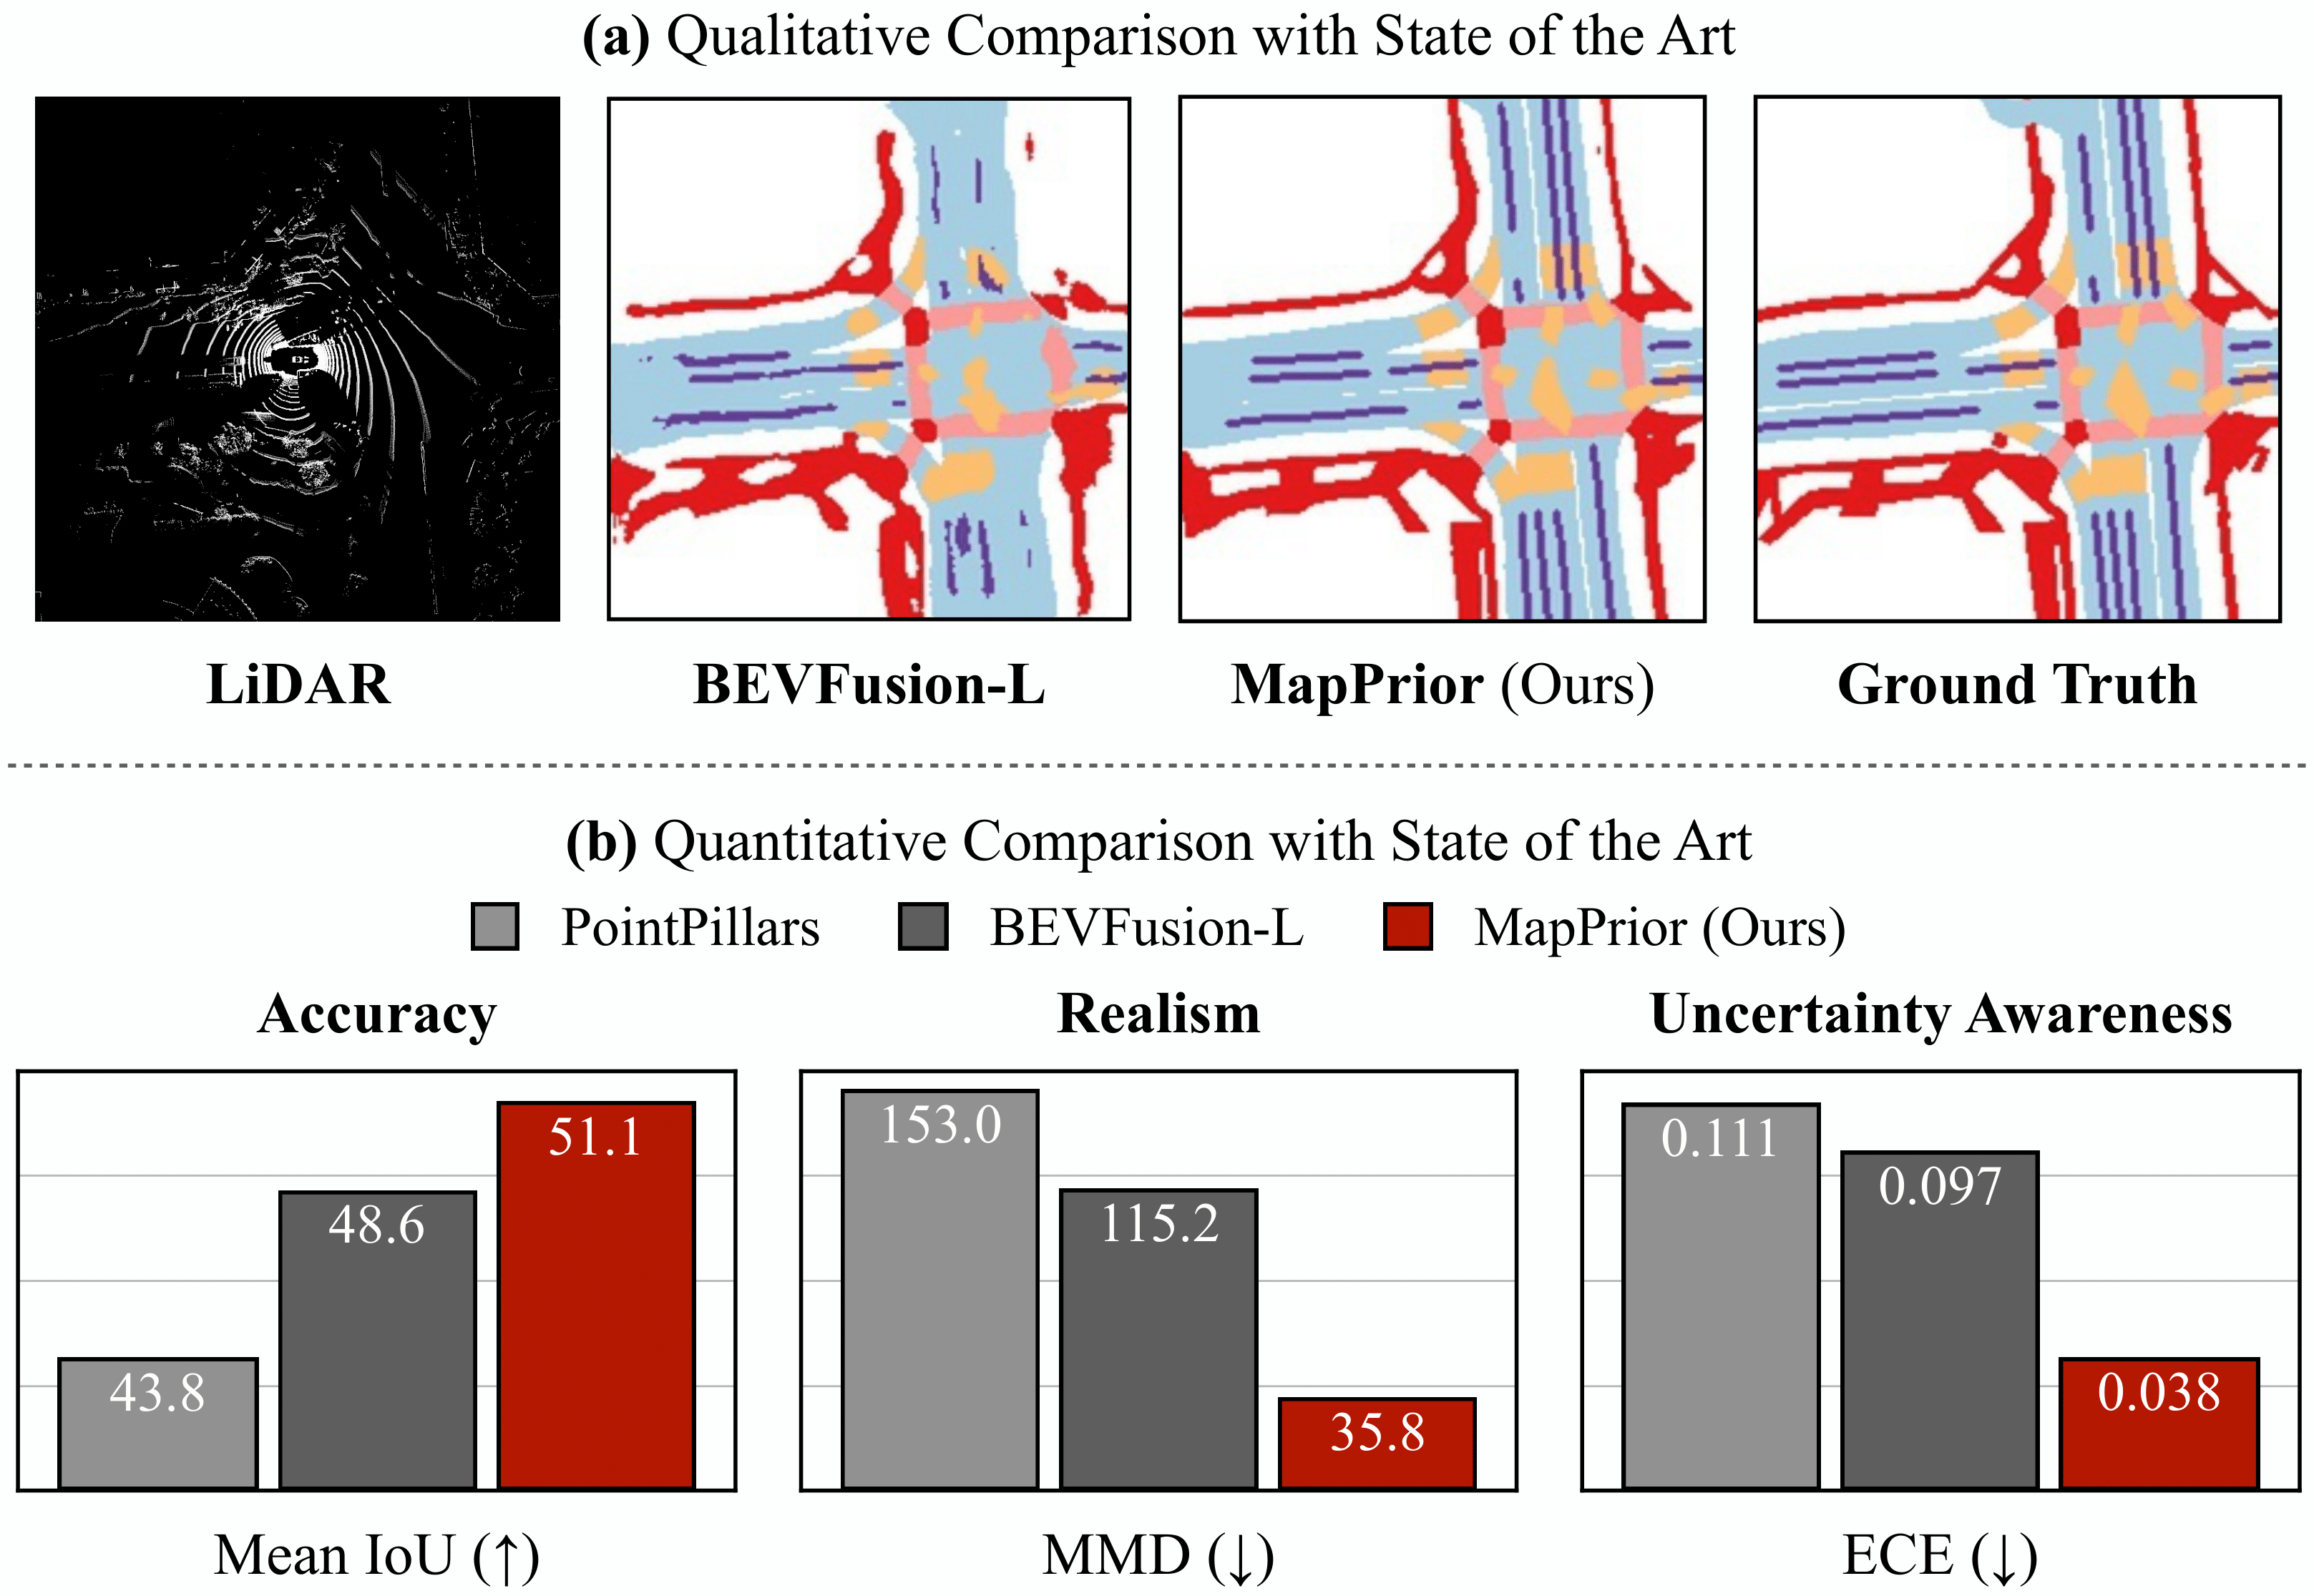 (a) Qualitative Comparison with State of the Art
LiDAR
BEVFusion-L
MapPrior (Ours)
Ground Truth
(b) Quantitative Comparison with State of the Art
PointPillars
BEVFusion-L
MapPrior (Ours)
Accuracy
43.8
48.6
51.1
Mean IoU (↑)
Realism
153.0
115.2
35.8
MMD (↓)
Uncertainty Awareness
0.111
0.097
0.038
ECE (↓)